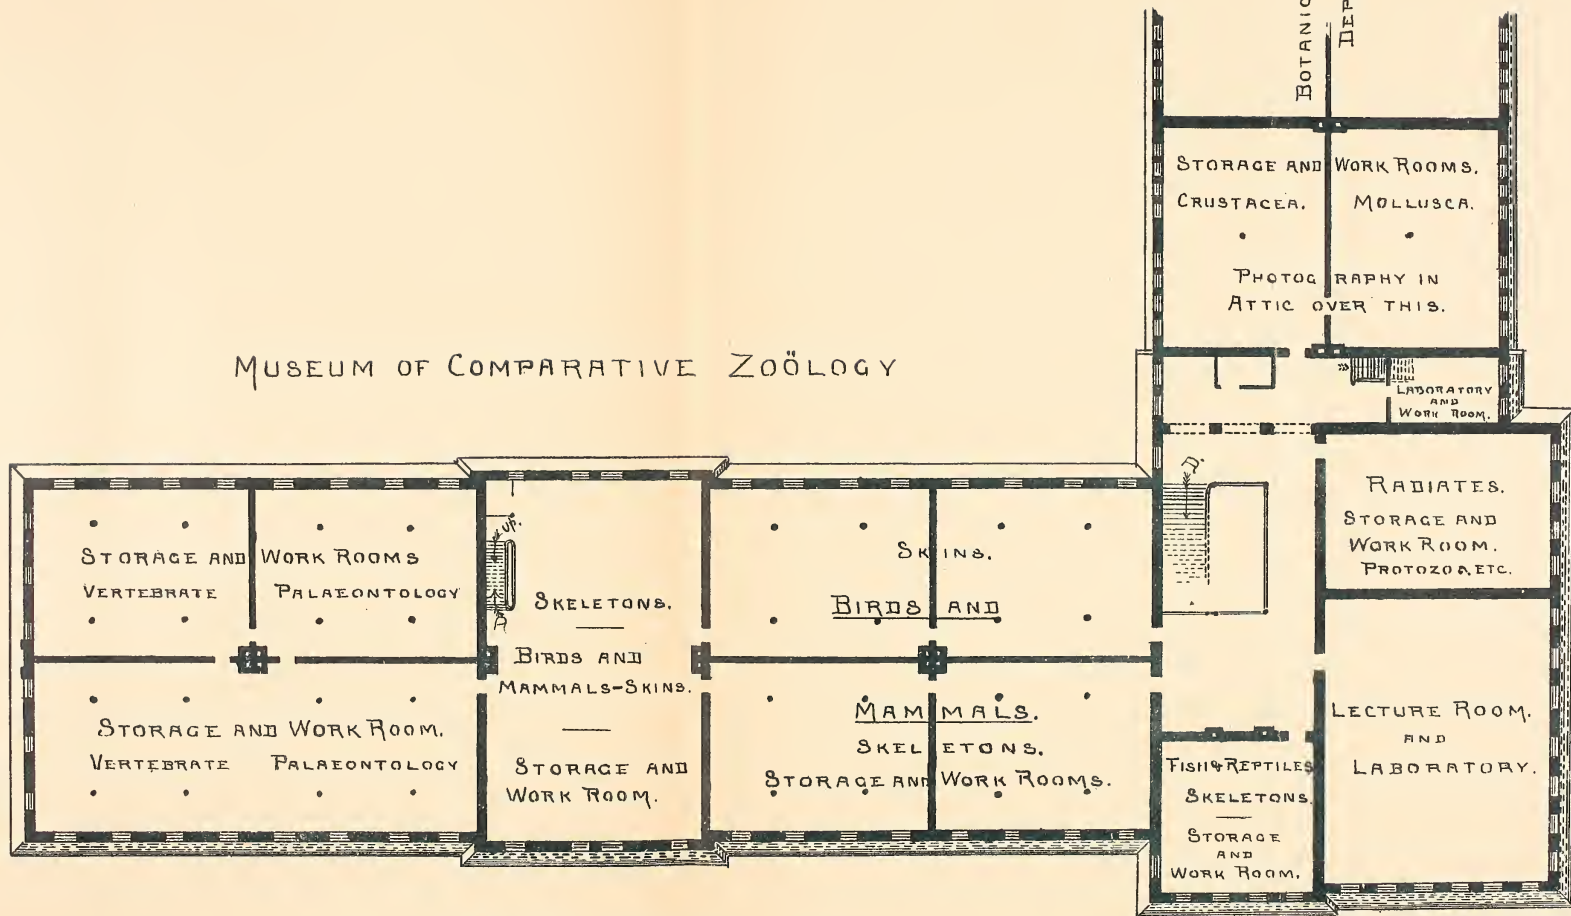 BOTANIC
DEP
STORAGE AND WORK ROOMS.
CRUSTACEA. MOLLUSCA.
PHOTOGRAPHY IN
ATTIC OVER THIS.
MUSEUM OF COMPARATIVE ZOÖLOGY
LABORATORY
AND
WORK ROOM.
STORAGE AND WORK ROOMS
VERTEBRATE PALAEONTOLOGY
STORAGE AND WORK ROOM.
VERTEBRATE PALAEONTOLOGY
UP.
A
SKELETONS.
BIRDS AND
MAMMALS-SKINS.
STORAGE AND
WORK ROOM.
SKINS.
BIRDS AND
MAMMALS.
SKELETONS.
STORAGE AND WORK ROOMS.
D.
RADIATES.
STORAGE AND
WORK ROOM.
PROTOZOA, ETC.
LECTURE ROOM.
AND
LABORATORY.
FISH & REPTILES
SKELETONS.
STORAGE
AND
WORK ROOM.